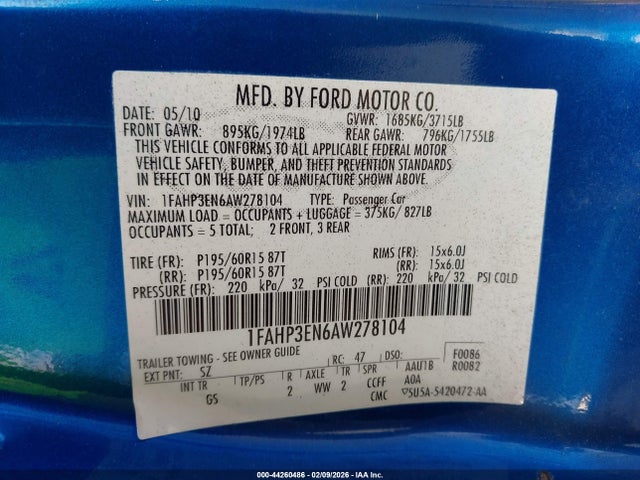 MFD. BY FORD MOTOR CO.
DATE: 05/10 GVWR: 1685KG/3715LB
FRONT GAWR: 895KG/1974LB REAR GAWR: 796KG/1755LB
THIS VEHICLE CONFORMS TO ALL APPLICABLE FEDERAL MOTOR
VEHICLE SAFETY, BUMPER, AND THEFT PREVENTION STANDARDS
IN EFFECT ON THE DATE OF MANUFACTURE SHOWN ABOVE.
VIN: 1FAHP3EN6AW278104 TYPE: Passenger Car
MAXIMUM LOAD = OCCUPANTS + LUGGAGE = 375KG/ 827LB
OCCUPANTS = 5 TOTAL; 2 FRONT, 3 REAR
TIRE (FR): P195/60R15 87T RIMS (FR): 15x6.0J
(RR): P195/60R15 87T (RR): 15x6.0J
PRESSURE (FR): 220 kPa/ 32 PSI COLD (RR): 220 kPa/ 32 PSI COLD
1FAHP3EN6AW278104
TRAILER TOWING - SEE OWNER GUIDE
EXT PNT: SZ RC: 47 DSO: F0086
INT TR TP/PS R AXLE TR SPR AAU1B R0082
GS 2 WW 2 CCFF A0A
CMC ▽5U5A-5420472-AA
000-44260486 - 02/09/2026 - IAA Inc.